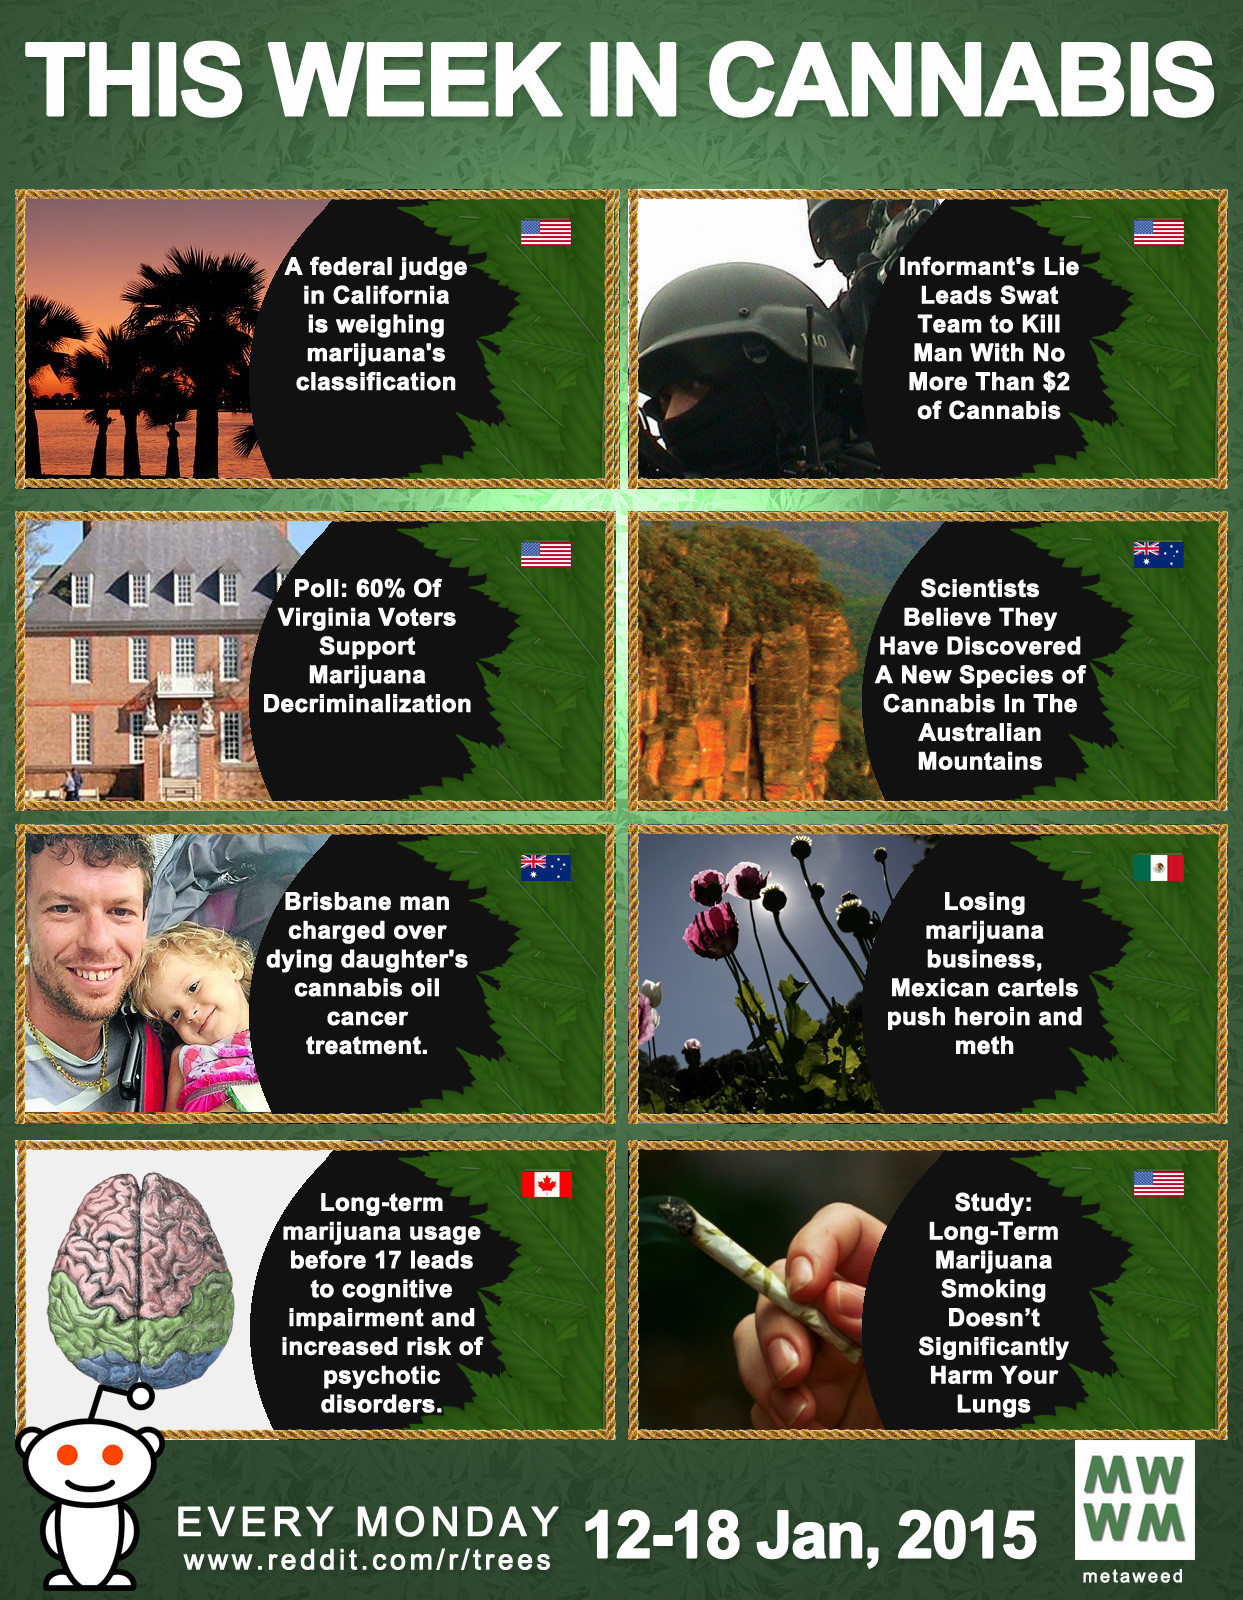 THIS WEEK IN CANNABIS
A federal judge
in California
is weighing
marijuana's
classification
Informant's Lie
Leads Swat
Team to Kill
Man With No
More Than $2
of Cannabis
Poll: 60% Of
Virginia Voters
Support
Marijuana
Decriminalization
Scientists
Believe They
Have Discovered
A New Species of
Cannabis In The
Australian
Mountains
Brisbane man
charged over
dying daughter's
cannabis oil
cancer
treatment.
Losing
marijuana
business,
Mexican cartels
push heroin and
meth
Long-term
marijuana usage
before 17 leads
to cognitive
impairment and
increased risk of
psychotic
disorders.
Study:
Long-Term
Marijuana
Smoking
Doesn’t
Significantly
Harm Your
Lungs
EVERY MONDAY
www.reddit.com/r/trees
12-18 Jan, 2015
MW
WM
metaweed